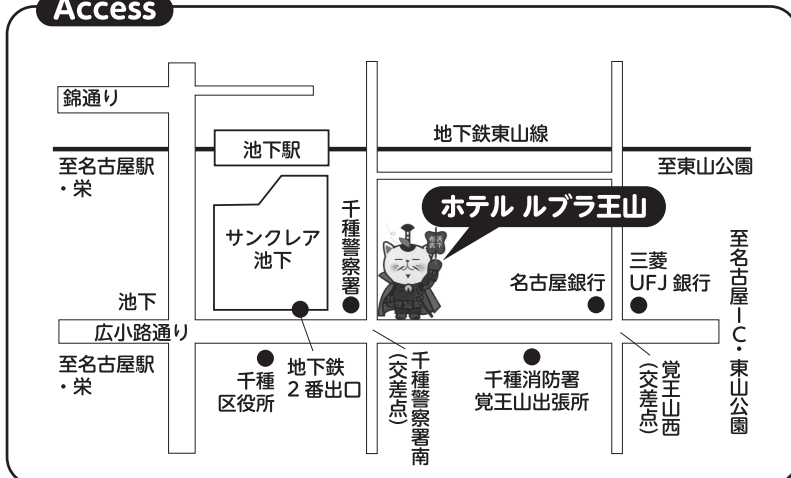 Access
錦通り
地下鉄東山線
池下駅
至名古屋駅
・栄
至東山公園
ホテル ルブラ王山
千種警察署
サンクレア
池下
至名古屋IC・東山公園
三菱
UFJ銀行
名古屋銀行
池下
広小路通り
至名古屋駅
・栄
千種
区役所
地下鉄
2番出口
千種警察署南
(交差点)
千種消防署
覚王山出張所
覚王山西
(交差点)